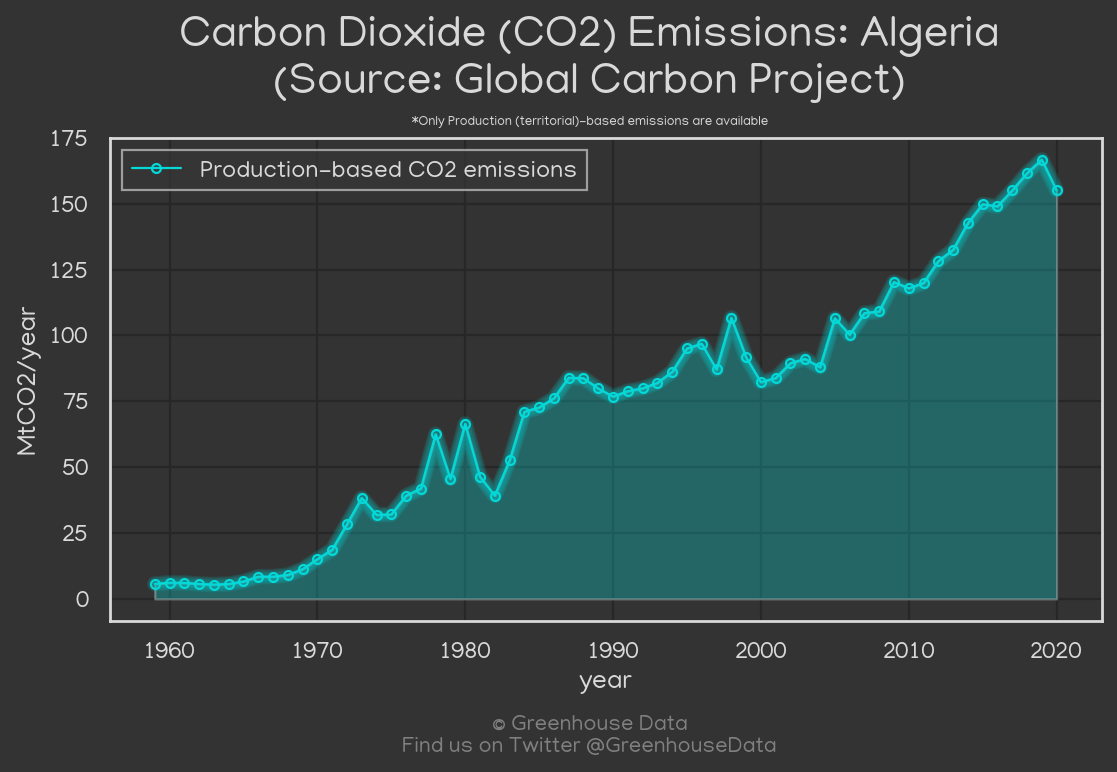 Carbon Dioxide (CO2) Emissions: Algeria
(Source: Global Carbon Project)
*Only Production (territorial)-based emissions are available
Production-based CO2 emissions
175
150
125
100
75
50
25
0
MtCO2/year
1960 1970 1980 1990 2000 2010 2020
year
© Greenhouse Data
Find us on Twitter @GreenhouseData